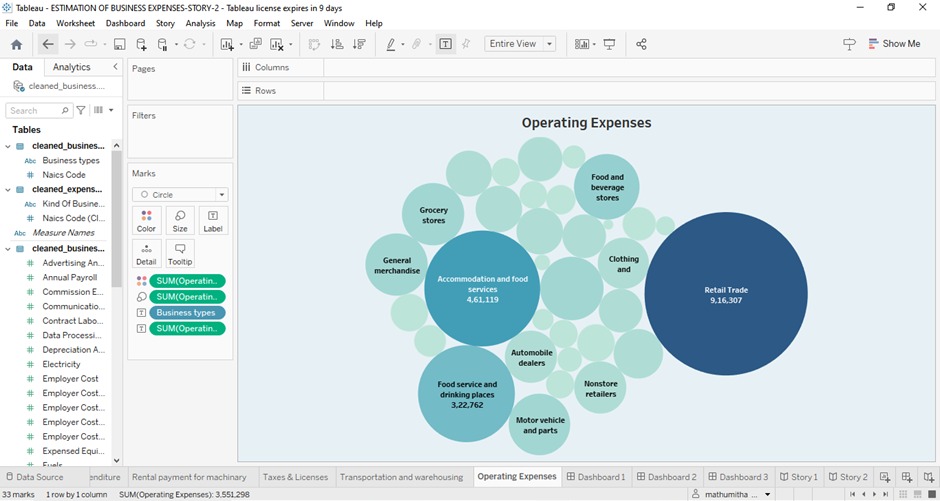 Tableau - ESTIMATION OF BUSINESS EXPENSES-STORY-2 - Tableau license expires in 9 days
File Data Worksheet Dashboard Story Analysis Map Format Server Window Help
Entire View
Show Me
Data Analytics
cleaned_business....
Search
Tables
cleaned_busines...
Abc Business types
# Naics Code
cleaned_expens...
Abc Kind Of Busine...
# Naics Code (Cl...
Abc Measure Names
cleaned_busines...
# Advertising An...
# Annual Payroll
# Commission E...
# Communicatio...
# Contract Labo...
# Data Processi...
# Depreciation A...
# Electricity
# Employer Cost
# Employer Cost...
# Employer Cost...
# Employer Cost...
# Employer Cost...
# Expensed Equi...
# Fuels
Pages
Filters
Marks
Circle
Color Size Label
Detail Tooltip
SUM(Operatin..
SUM(Operatin..
Business types
SUM(Operatin..
Columns
Rows
Operating Expenses
Food and
beverage
stores
Grocery
stores
General
merchandise
Accommodation and food
services
4,61,119
Clothing
and
Retail Trade
9,16,307
Automobile
dealers
Food service and
drinking places
3,22,762
Nonstore
retailers
Motor vehicle
and parts
Data Source enditure Rental payment for machinery Taxes & Licenses Transportation and warehousing Operating Expenses Dashboard 1 Dashboard 2 Dashboard 3 Story 1 Story 2
33 marks 1 row by 1 column SUM(Operating Expenses): 3,551,298 mathumitha ...